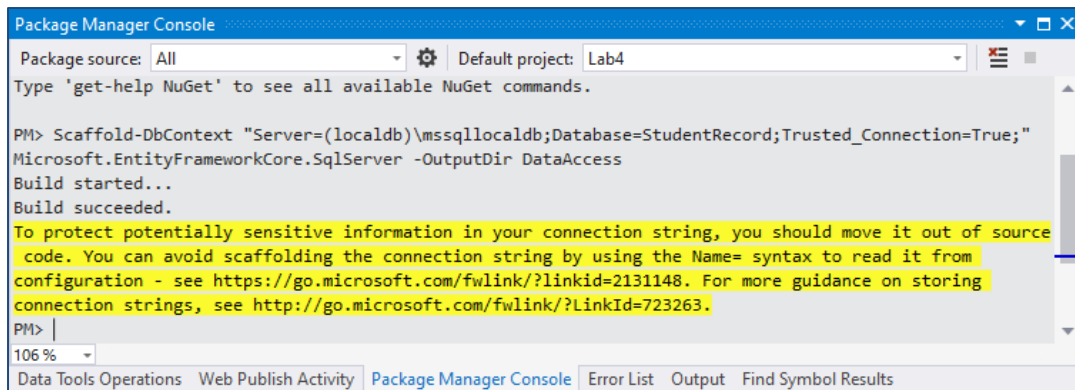 Package Manager Console
Package source: All Default project: Lab4
Type 'get-help NuGet' to see all available NuGet commands.
PM> Scaffold-DbContext "Server=(localdb)\mssqllocaldb;Database=StudentRecord;Trusted_Connection=True;"
Microsoft.EntityFrameworkCore.SqlServer -OutputDir DataAccess
Build started...
Build succeeded.
To protect potentially sensitive information in your connection string, you should move it out of source
code. You can avoid scaffolding the connection string by using the Name= syntax to read it from
configuration - see https://go.microsoft.com/fwlink/?linkid=2131148. For more guidance on storing
connection strings, see http://go.microsoft.com/fwlink/?LinkId=723263.
PM>
106 %
Data Tools Operations Web Publish Activity Package Manager Console Error List Output Find Symbol Results